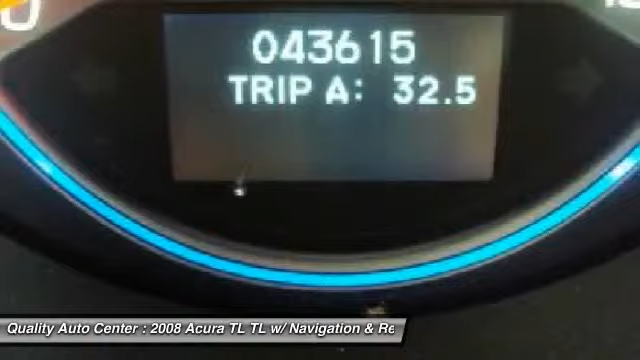 043615
TRIP A: 32.5
Quality Auto Center : 2008 Acura TL TL w/ Navigation & Re